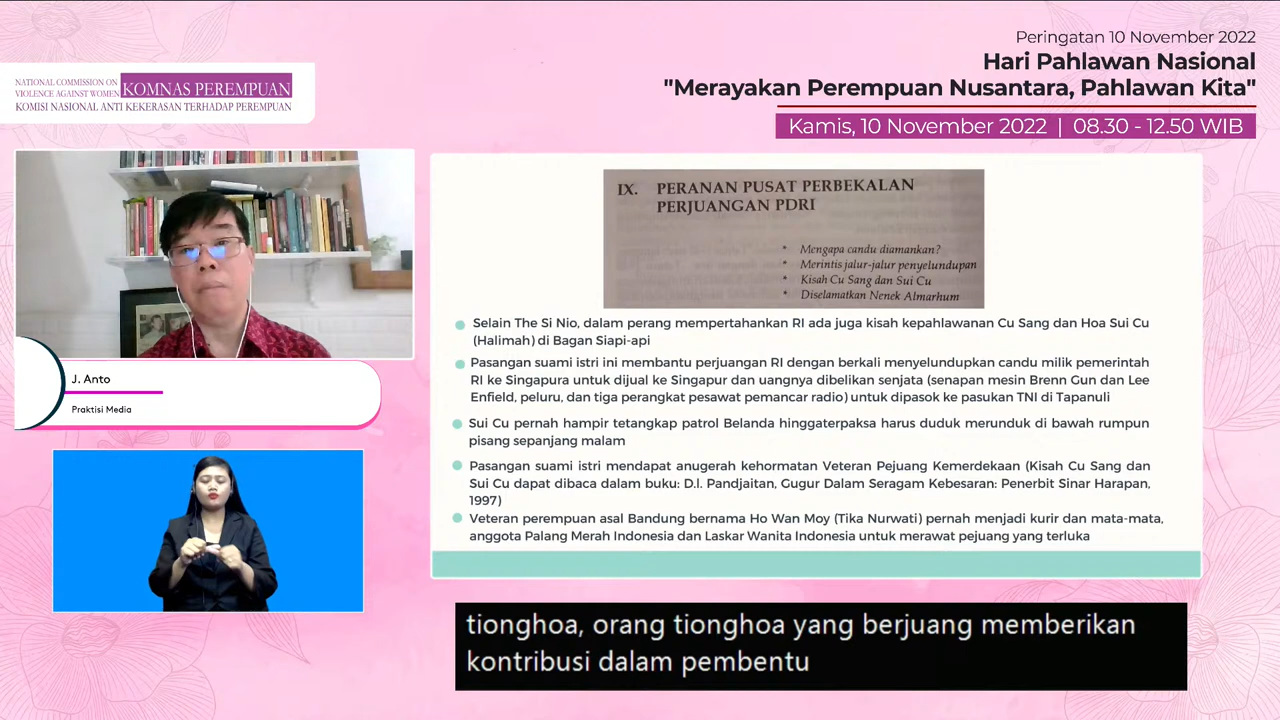 Peringatan 10 November 2022
Hari Pahlawan Nasional
"Merayakan Perempuan Nusantara, Pahlawan Kita"
Kamis, 10 November 2022 | 08.30 - 12.50 WIB
NATIONAL COMMISSION ON
VIOLENCE AGAINST WOMEN
KOMNAS PEREMPUAN
KOMISI NASIONAL ANTI KEKERASAN TERHADAP PEREMPUAN
J. Anto
Praktisi Media
IX. PERANAN PUSAT PERBEKALAN
PERJUANGAN PDRI
* Mengapa candu diamankan?
* Merintis jalur-jalur penyelundupan
* Kisah Cu Sang dan Sui Cu
* Diselamatkan Nenek Almarhum
Selain The Si Nio, dalam perang mempertahankan RI ada juga kisah kepahlawanan Cu Sang dan Hoa Sui Cu
(Halimah) di Bagan Siapi-api
Pasangan suami istri ini membantu perjuangan RI dengan berkali menyelundupkan candu milik pemerintah
RI ke Singapura untuk dijual ke Singapur dan uangnya dibelikan senjata (senapan mesin Brenn Gun dan Lee
Enfield, peluru, dan tiga perangkat pesawat pemancar radio) untuk dipasok ke pasukan TNI di Tapanuli
Sui Cu pernah hampir tetangkap patrol Belanda hinggaterpaksa harus duduk merunduk di bawah rumpun
pisang sepanjang malam
Pasangan suami istri mendapat anugerah kehormatan Veteran Pejuang Kemerdekaan (Kisah Cu Sang dan
Sui Cu dapat dibaca dalam buku: D.I. Pandjaitan, Gugur Dalam Seragam Kebesaran: Penerbit Sinar Harapan,
1997)
Veteran perempuan asal Bandung bernama Ho Wan Moy (Tika Nurwati) pernah menjadi kurir dan mata-mata,
anggota Palang Merah Indonesia dan Laskar Wanita Indonesia untuk merawat pejuang yang terluka
tionghoa, orang tionghoa yang berjuang memberikan
kontribusi dalam pembentu